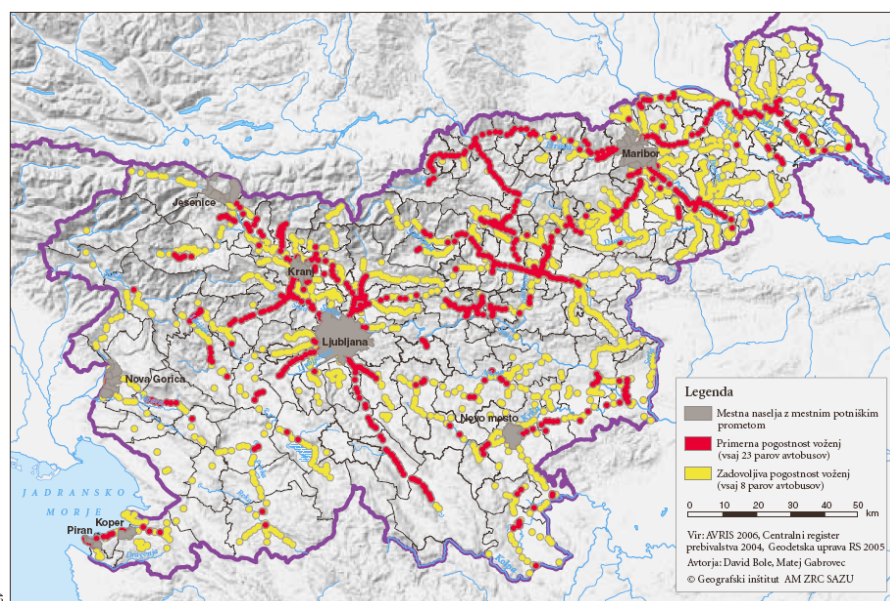 Jesenice
Maribor
Kranj
Ljubljana
Nova Gorica
Novo mesto
JADRANSKO
MORJE
Koper
Piran
Kolpa
Legenda
Mestna naselja z mestnim potniškim
prometom
Primerna pogostnost voženj
(vsaj 23 parov avtobusov)
Zadovoljiva pogostnost voženj
(vsaj 8 parov avtobusov)
0 10 20 30 40 50
km
Vir: AVRIS 2006, Centralni register
prebivalstva 2004, Geodetska uprava RS 2005
Avtorja: David Bole, Matej Gabrovec
© Geografski inštitut AM ZRC SAZU